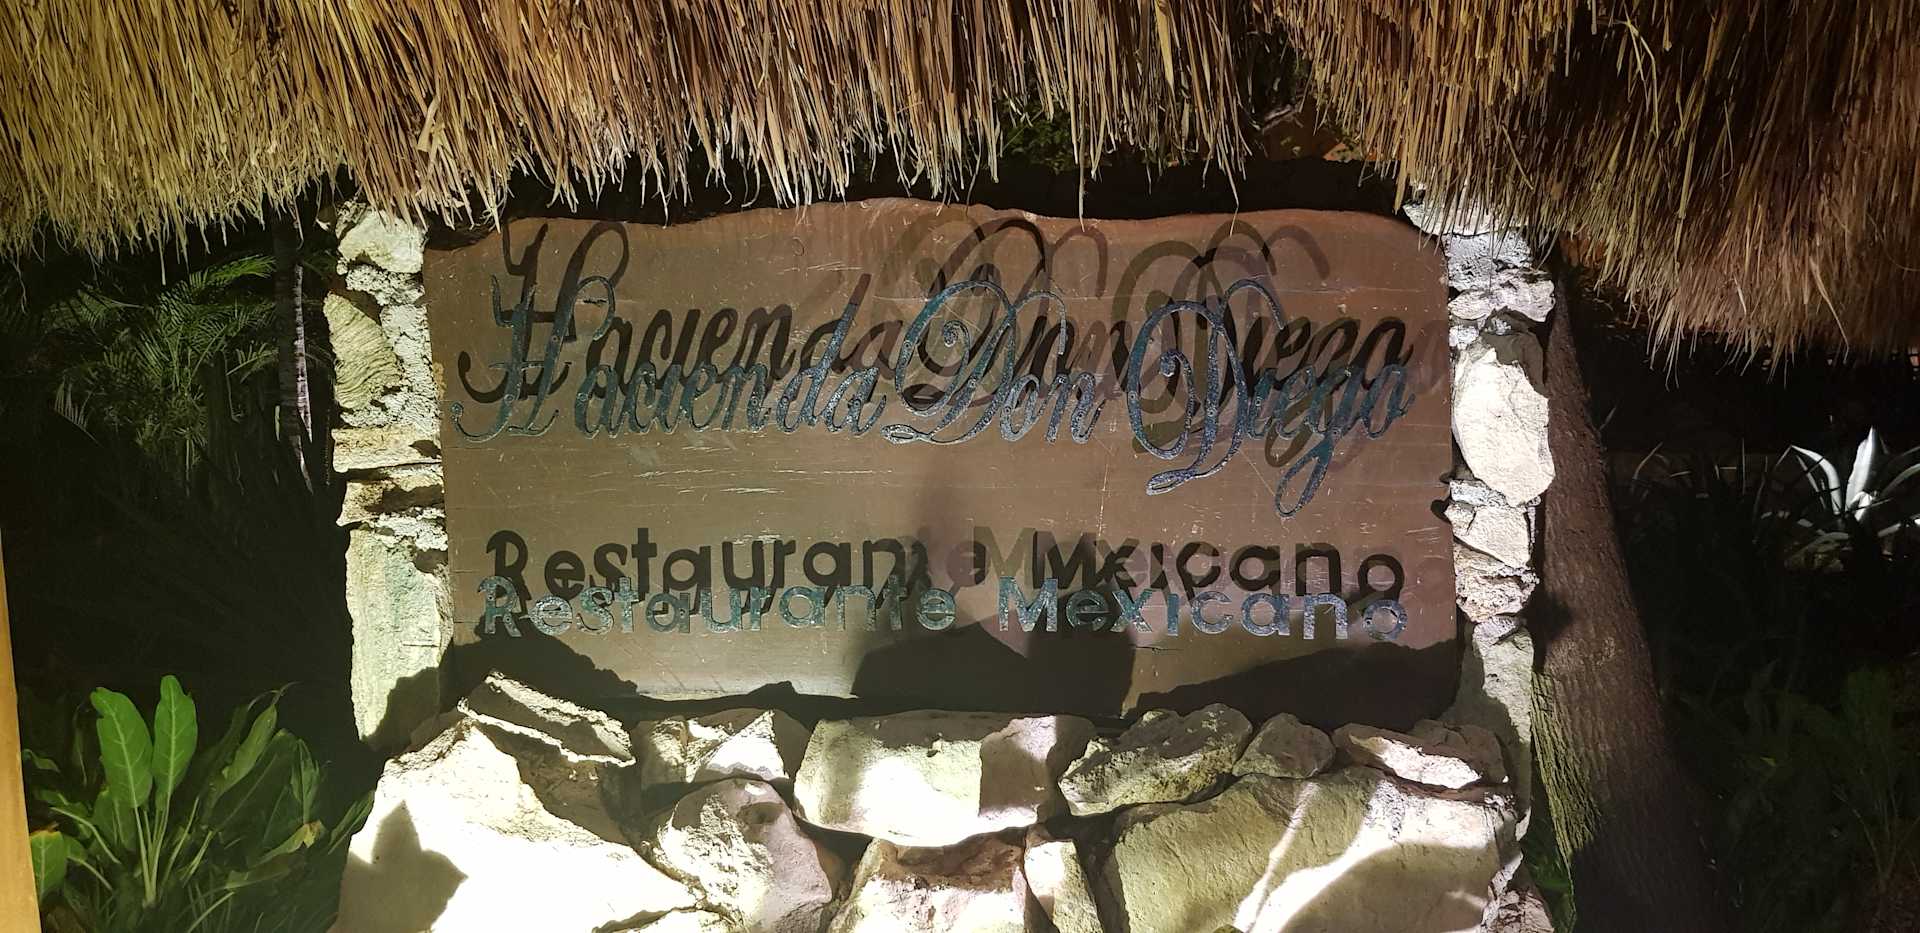 Hacienda Don Diego
Restaurante Mexicano